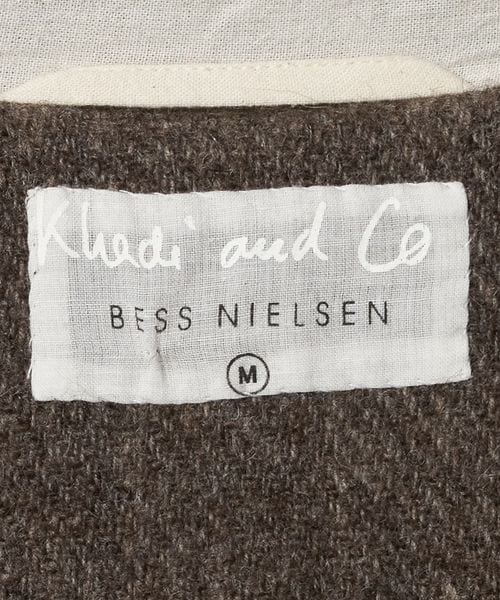 Khadi and Co
BESS NIELSEN
M